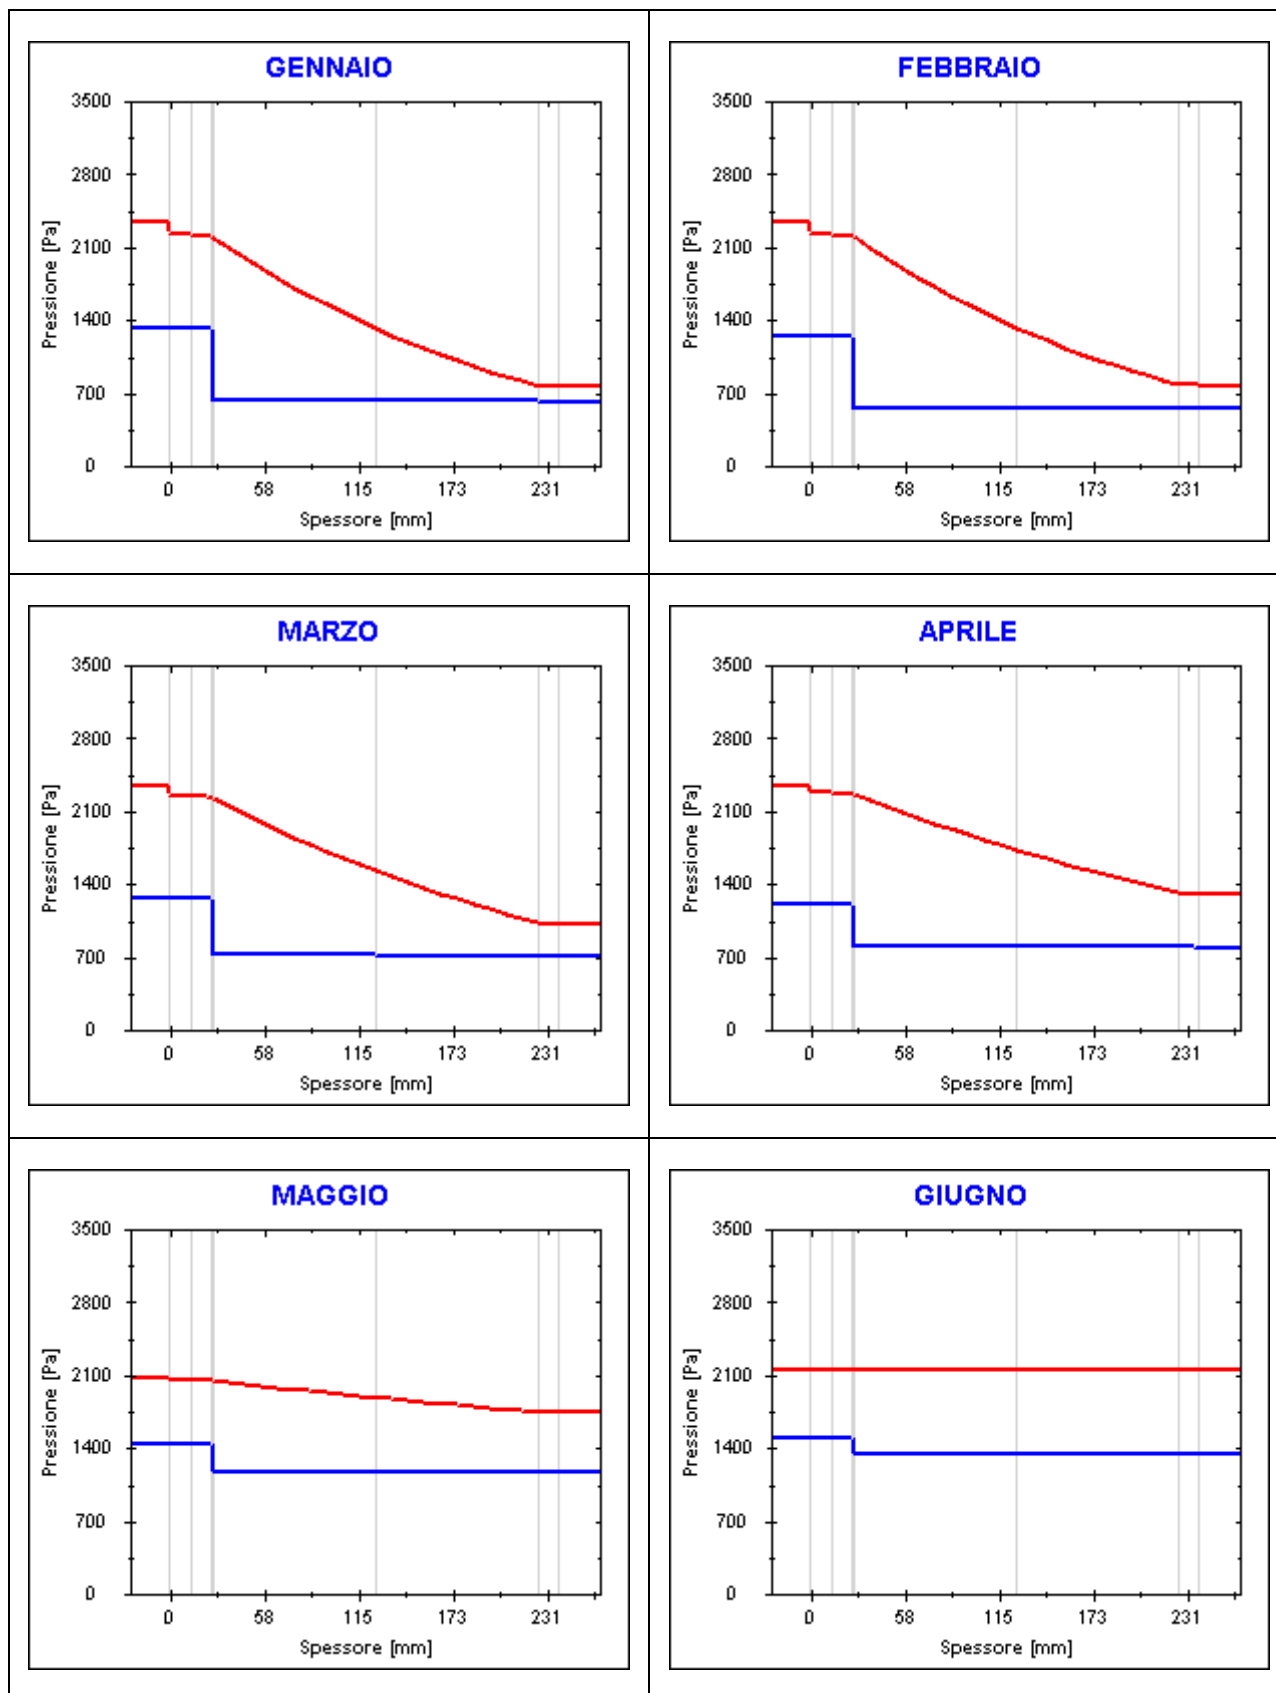 GENNAIO
3500
2800
2100
1400
700
0
Pressione [Pa]
0 58 115 173 231
Spessore [mm]
FEBBRAIO
3500
2800
2100
1400
700
0
Pressione [Pa]
0 58 115 173 231
Spessore [mm]
MARZO
3500
2800
2100
1400
700
0
Pressione [Pa]
0 58 115 173 231
Spessore [mm]
APRILE
3500
2800
2100
1400
700
0
Pressione [Pa]
0 58 115 173 231
Spessore [mm]
MAGGIO
3500
2800
2100
1400
700
0
Pressione [Pa]
0 58 115 173 231
Spessore [mm]
GIUGNO
3500
2800
2100
1400
700
0
Pressione [Pa]
0 58 115 173 231
Spessore [mm]